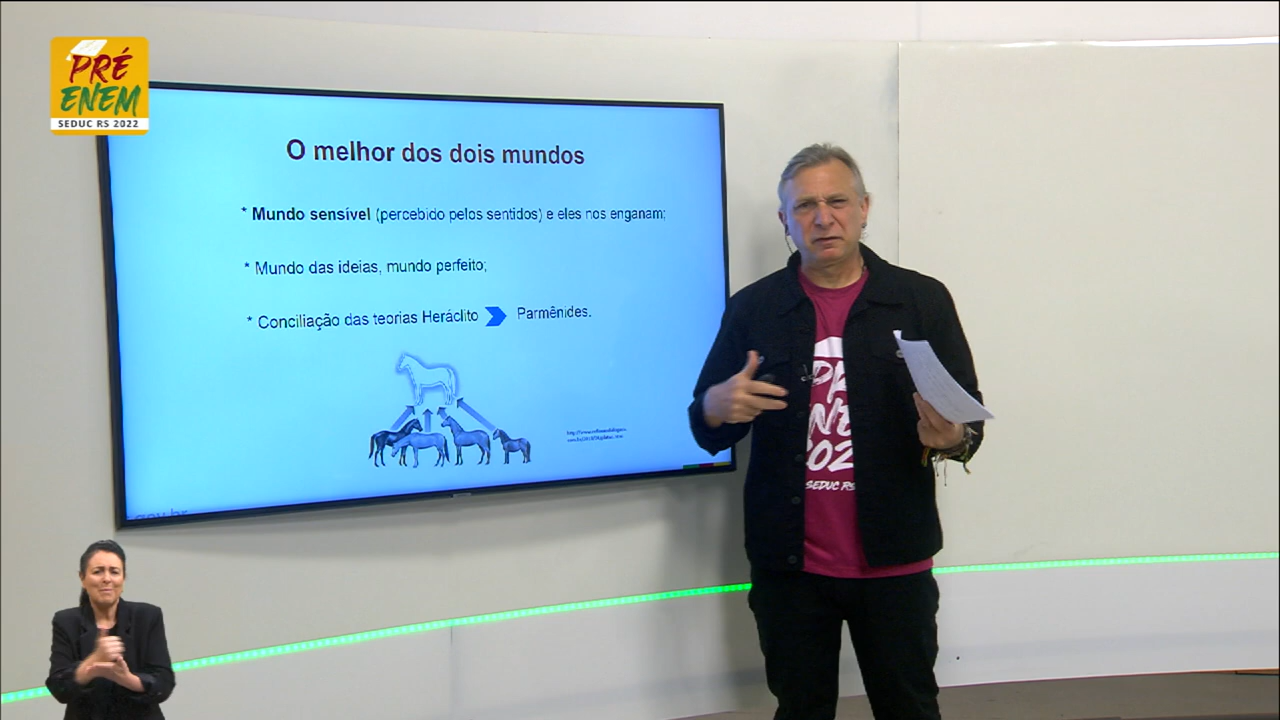 PRÉ
ENEM
SEDUC RS 2022
O melhor dos dois mundos
* Mundo sensível (percebido pelos sentidos) e eles nos enganam;
* Mundo das ideias, mundo perfeito;
* Conciliação das teorias Heráclito Parmênides.
SEDUC RS